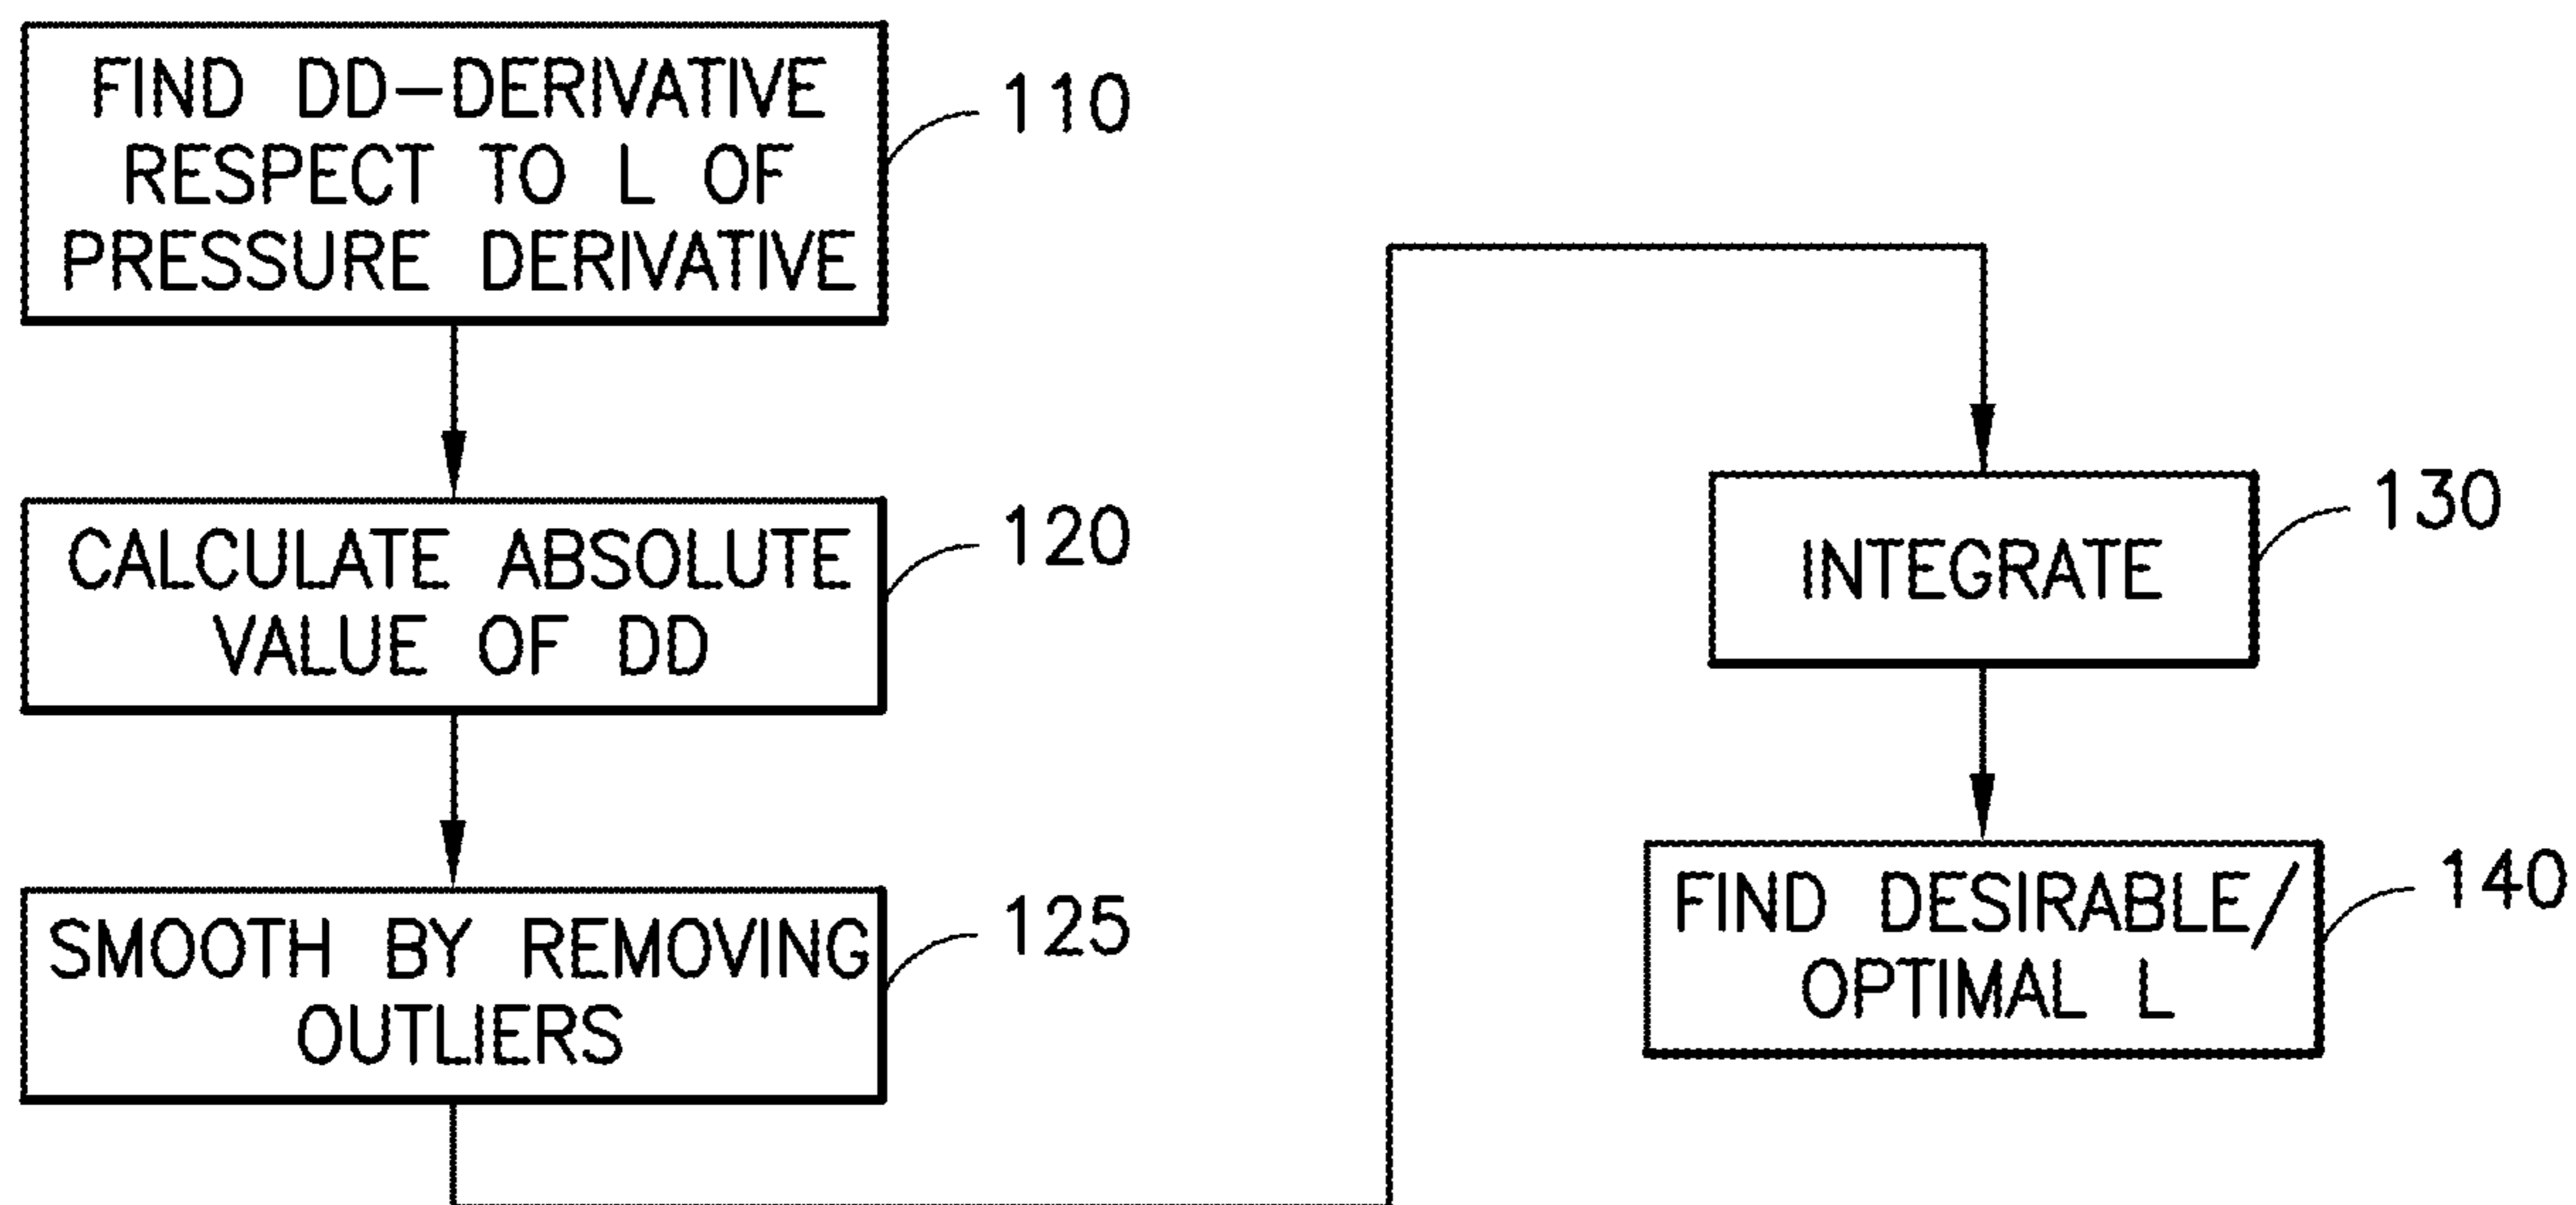 FIND DD-DERIVATIVE
RESPECT TO L OF
PRESSURE DERIVATIVE
110
CALCULATE ABSOLUTE
VALUE OF DD
120
SMOOTH BY REMOVING
OUTLIERS
125
INTEGRATE
130
FIND DESIRABLE/
OPTIMAL L
140